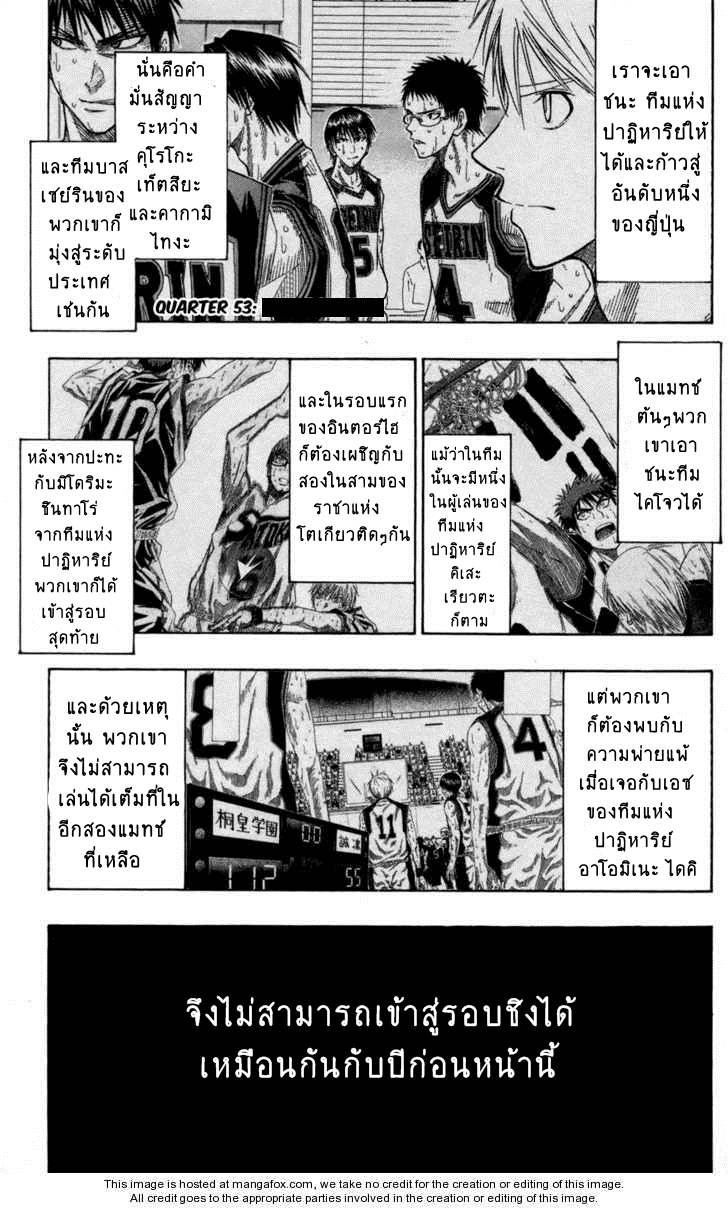 เราจะเอา
ชนะ ทีมแห่ง
ปาฏิหาริย์ให้
ได้และก้าวสู่
อันดับหนึ่ง
ของญี่ปุ่น
นั่นคือคำ
มั่นสัญญา
ระหว่าง
คุโรโกะ
เท็ตสึยะ
และคากามิ
ไทงะ
และทีมบาส
เซย์รินของ
พวกเขาก็
มุ่งสู่ระดับ
ประเทศ
เช่นกัน
SEIRIN
5
SEIRIN
4
EIRIN
QUARTER 53:
ในแมทช์
ต้นๆพวก
เขาเอา
ชนะทีม
ไคโจวได้
แม้ว่าในทีม
นั้นจะมีหนึ่ง
ในผู้เล่นของ
ทีมแห่ง
ปาฏิหาริย์
คิเสะ
เรียวตะ
ก็ตาม
และในรอบแรก
ของอินเตอร์ไฮ
ก็ต้องเผชิญกับ
สองในสามของ
ราชาแห่ง
โตเกียวติดๆกัน
10
หลังจากปะทะ
กับมิโดริมะ
ชินทาโร่
จากทีมแห่ง
ปาฏิหาริย์
พวกเขาก็ได้
เข้าสู่รอบ
สุดท้าย
แต่พวกเขา
ก็ต้องพบกับ
ความพ่ายแพ้
เมื่อเจอกับเอช
ของทีมแห่ง
ปาฏิหาริย์
อาโอมิเนะ ไดคิ
4
11
8
桐皇学園
00
誠凛
112
55
และด้วยเหตุ
นั้น พวกเขา
จึงไม่สามารถ
เล่นได้เต็มที่ใน
อีกสองแมทช์
ที่เหลือ
จึงไม่สามารถเข้าสู่รอบชิงได้
เหมือนกันกับปีก่อนหน้านี้
This image is hosted at mangafox.com, we take no credit for the creation or editing of this image.
All credit goes to the appropriate parties involved in the creation or editing of this image.